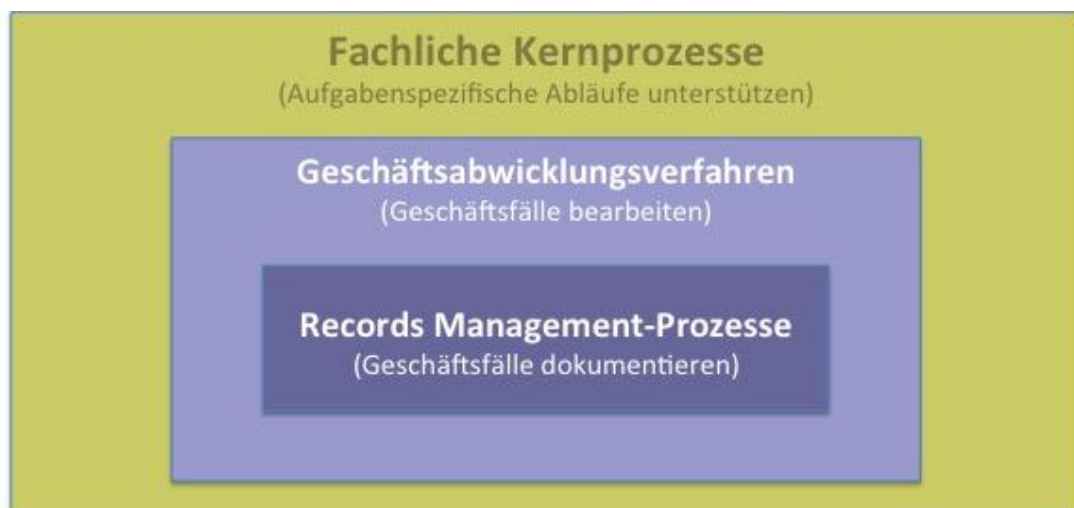 Fachliche Kernprozesse
(Aufgabenspezifische Abläufe unterstützen)
Geschäftsabwicklungsverfahren
(Geschäftsfälle bearbeiten)
Records Management-Prozesse
(Geschäftsfälle dokumentieren)